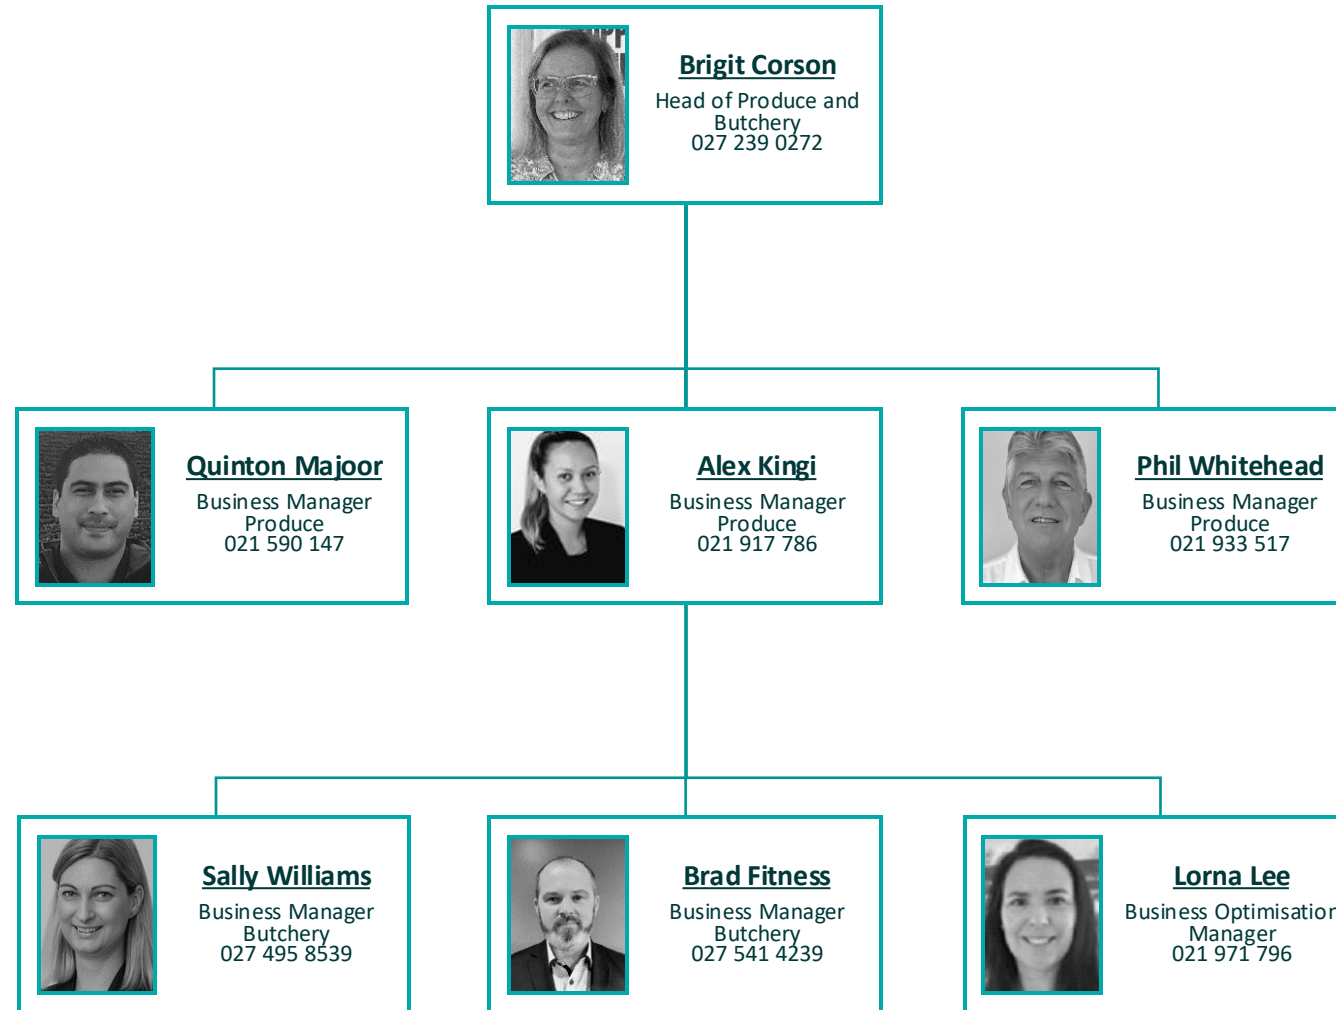 Brigit Corson
Head of Produce and
Butchery
027 239 0272
Quinton Majoor
Business Manager
Produce
021 590 147
Alex Kingi
Business Manager
Produce
021 917 786
Phil Whitehead
Business Manager
Produce
021 933 517
Sally Williams
Business Manager
Butchery
027 495 8539
Brad Fitness
Business Manager
Butchery
027 541 4239
Lorna Lee
Business Optimisation
Manager
021 971 796